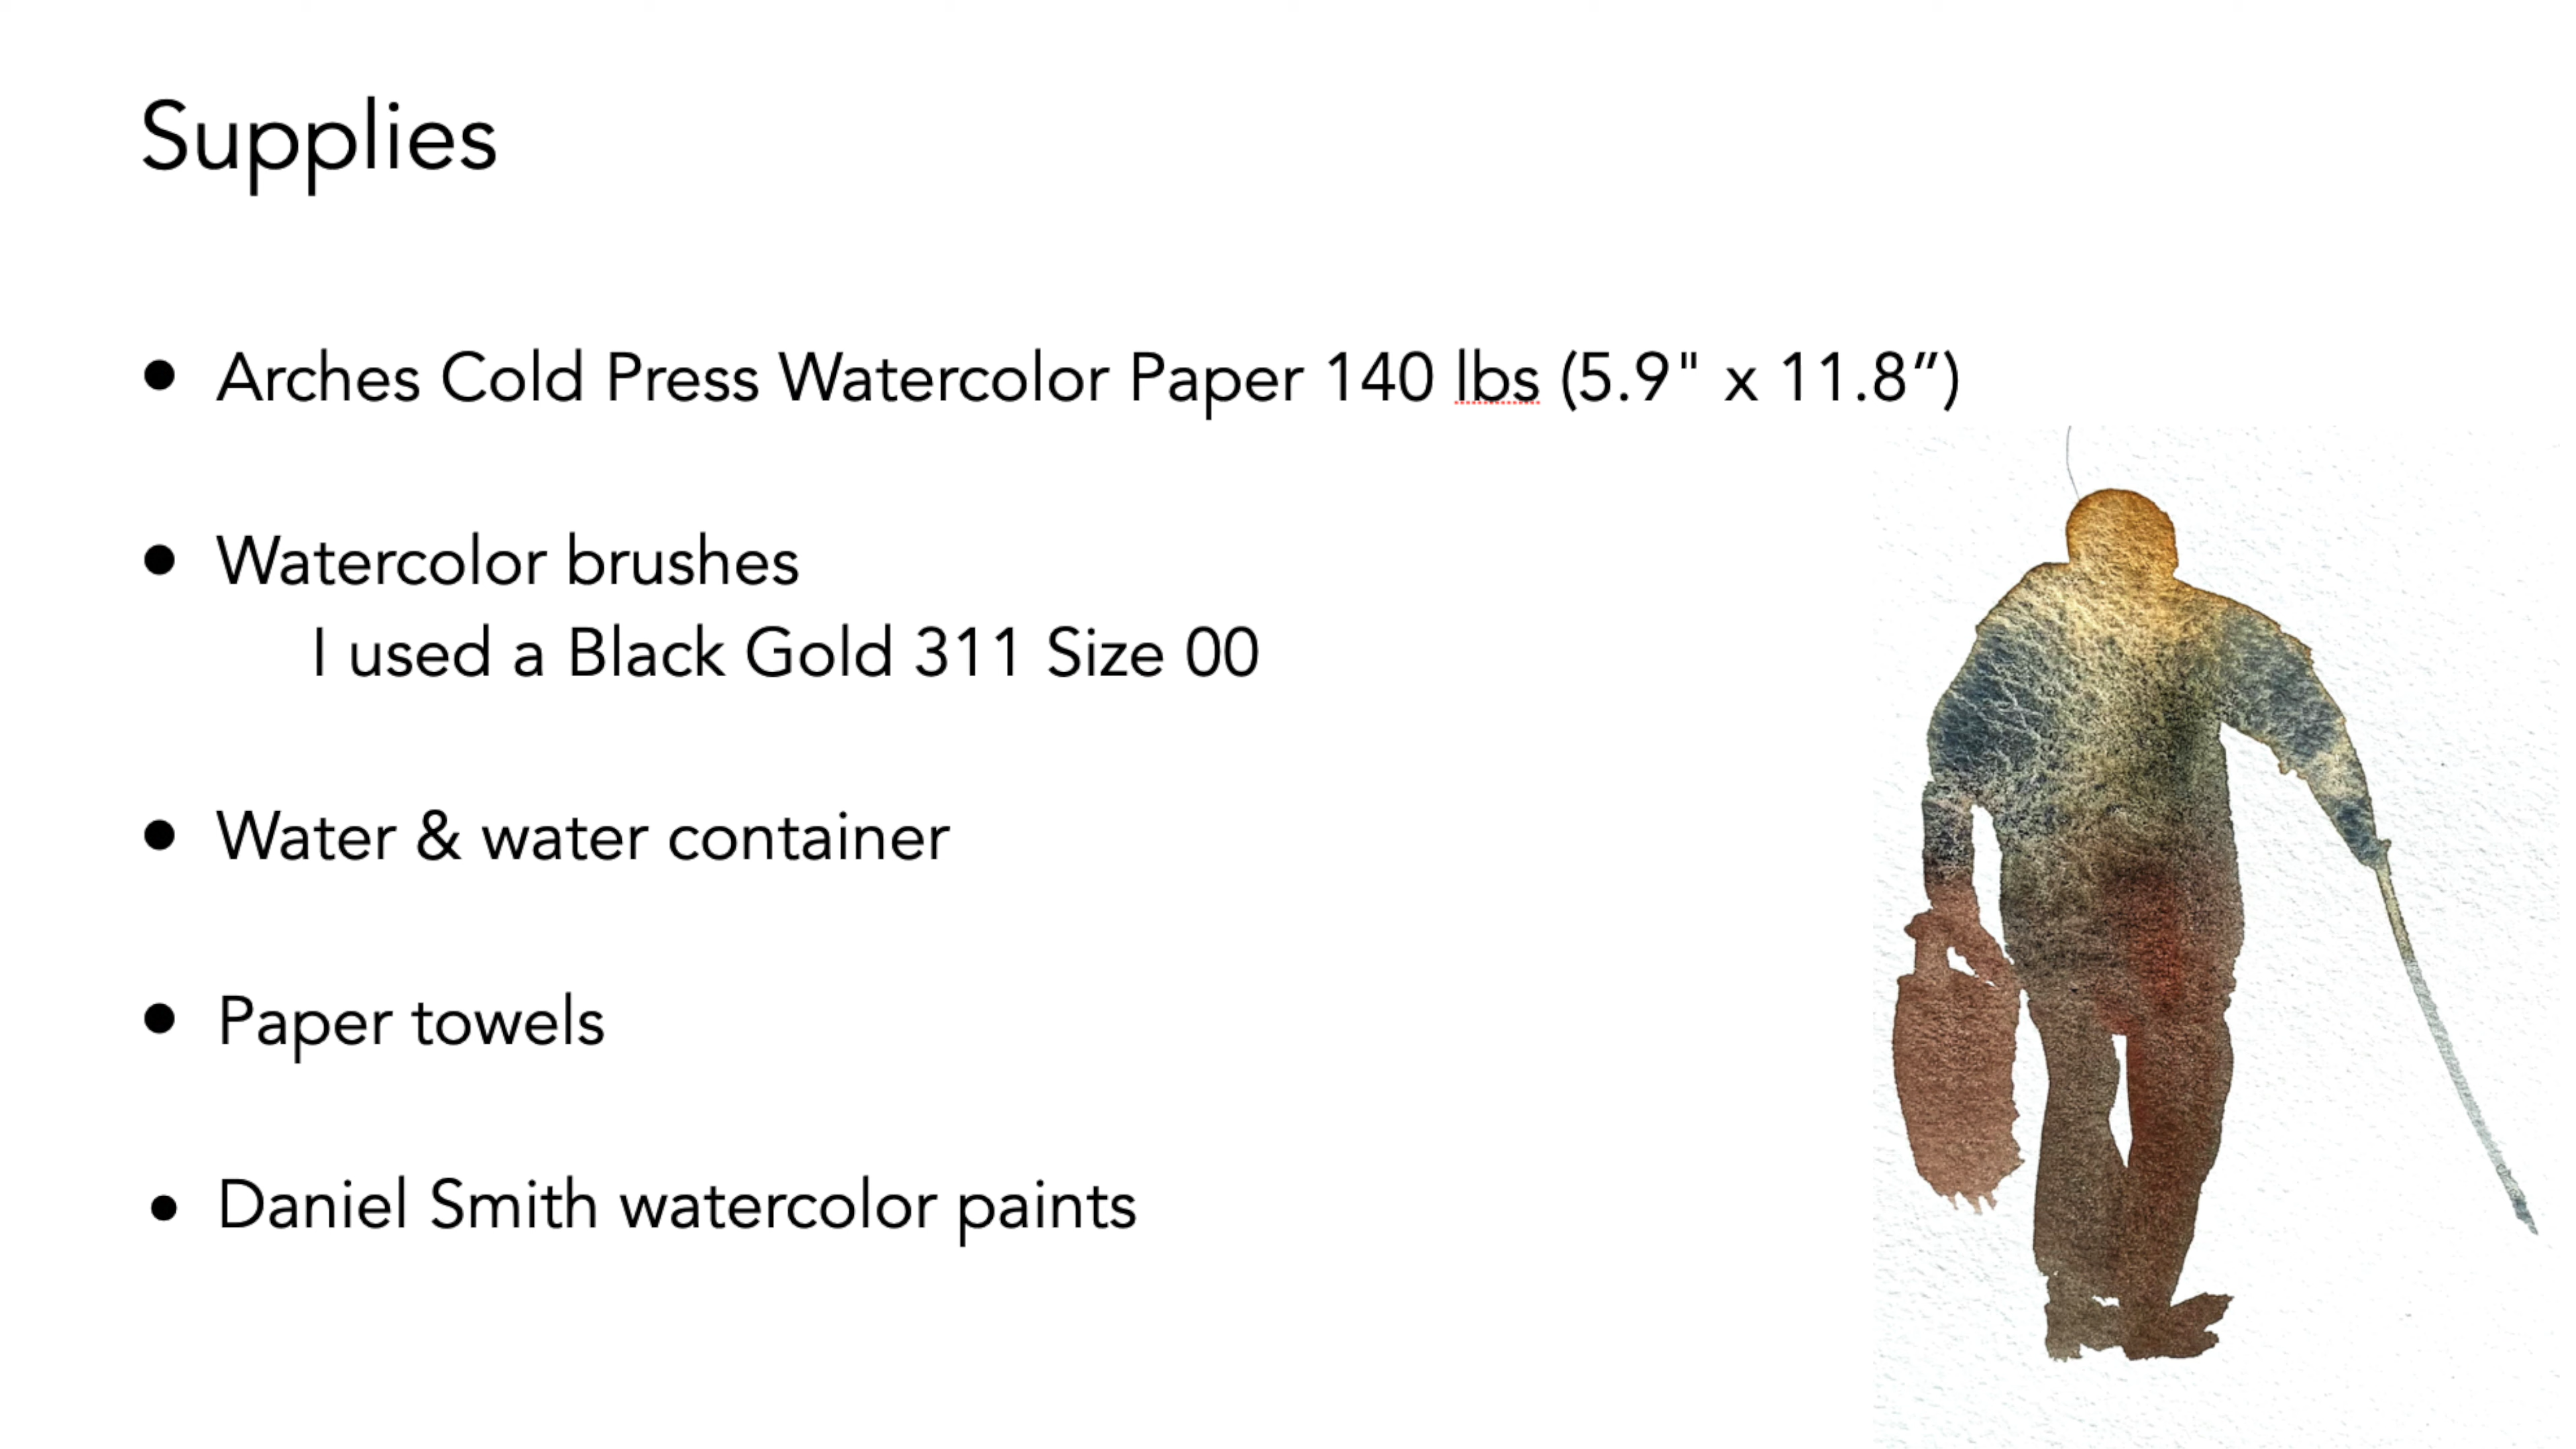 Supplies
• Arches Cold Press Watercolor Paper 140 lbs (5.9" x 11.8”)
• Watercolor brushes
I used a Black Gold 311 Size 00
• Water & water container
• Paper towels
• Daniel Smith watercolor paints